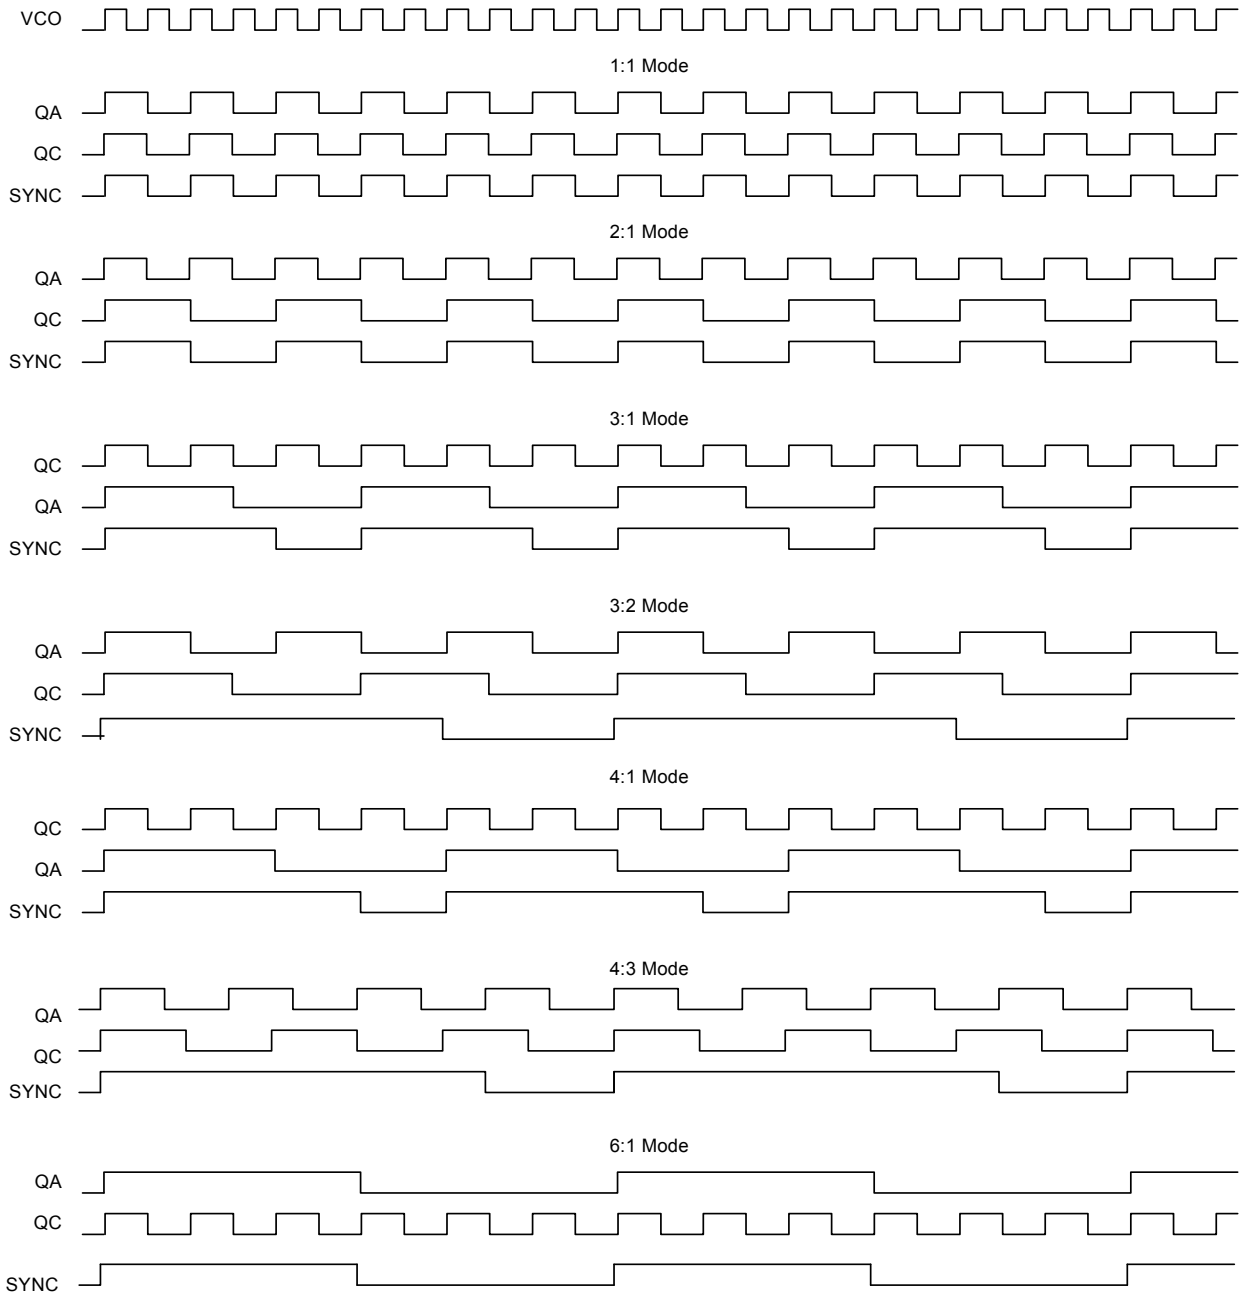 VCO
1:1 Mode
QA
QC
SYNC
2:1 Mode
QA
QC
SYNC
3:1 Mode
QC
QA
SYNC
3:2 Mode
QA
QC
SYNC
4:1 Mode
QC
QA
SYNC
4:3 Mode
QA
QC
SYNC
6:1 Mode
QA
QC
SYNC